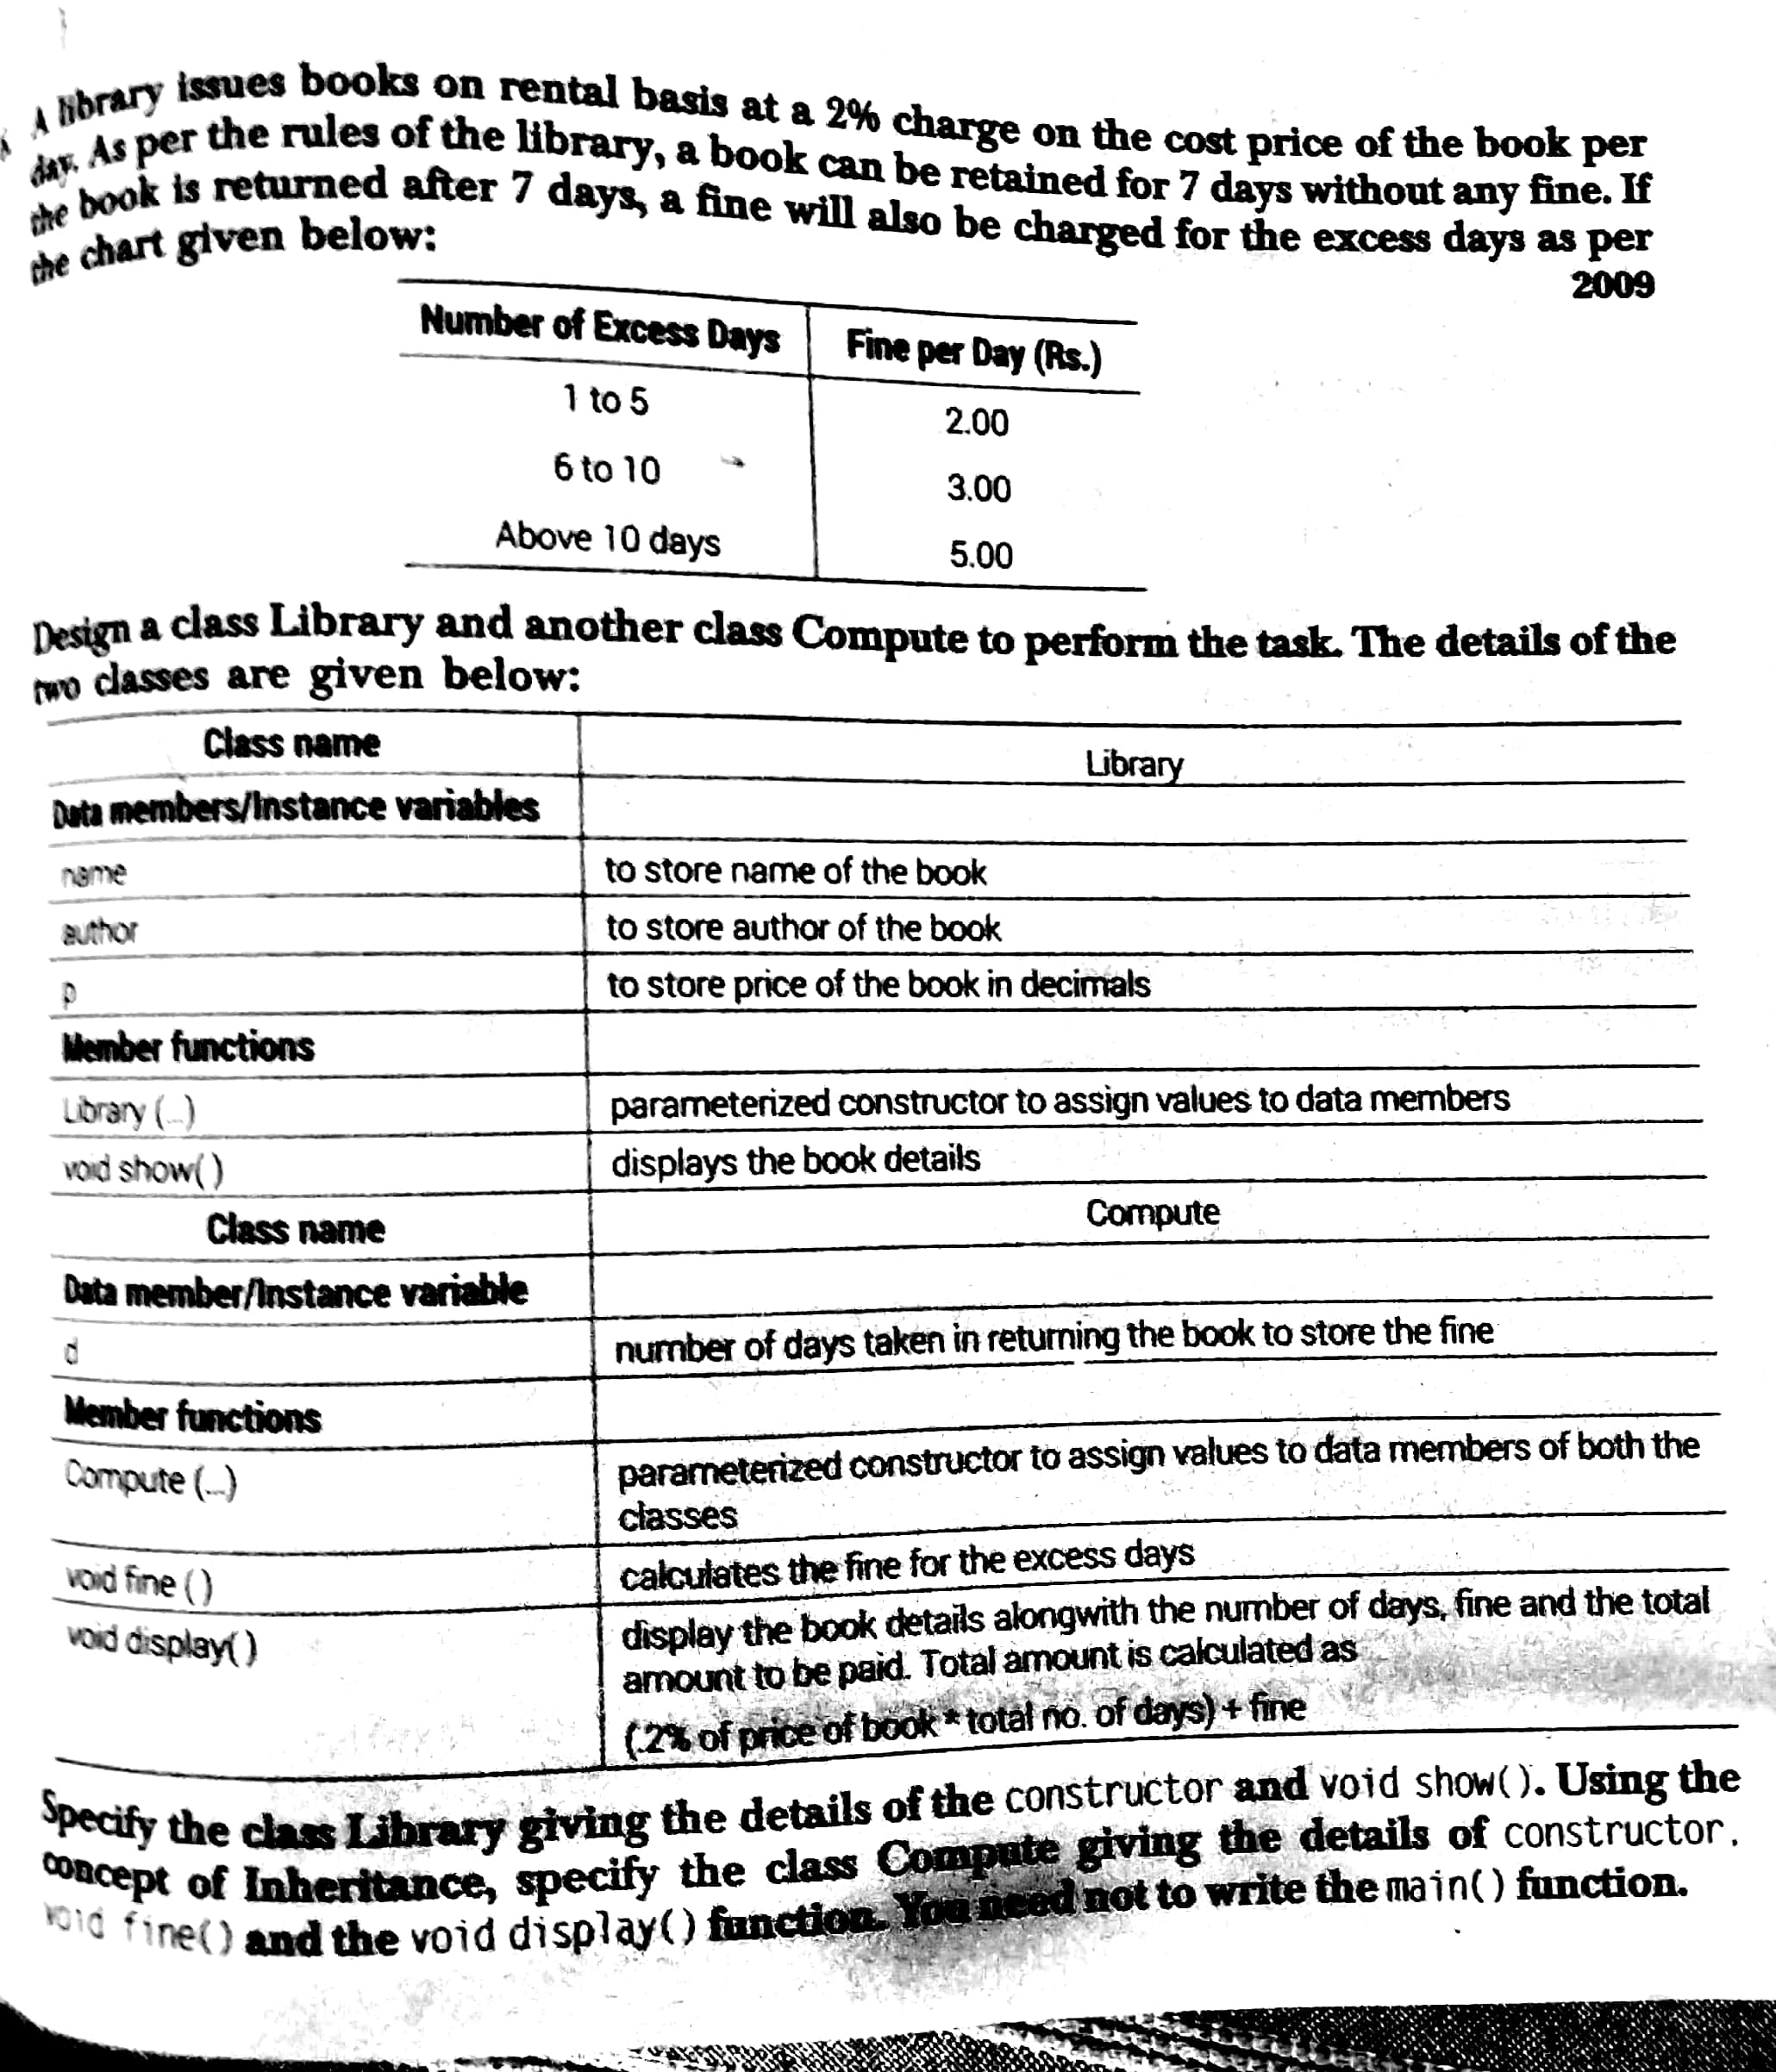 A library issues books on rental basis at a 2% charge on the cost price of the book per
day. As per the rules of the library, a book can be retained for 7 days without any fine. If
the book is returned after 7 days, a fine will also be charged for the excess days as per
the chart given below:
2009
Number of Excess Days Fine per Day (Rs.)
1 to 5 2.00
6 to 10 3.00
Above 10 days 5.00
Design a class Library and another class Compute to perform the task. The details of the
two classes are given below:
Class name Library
Data members/Instance variables
name to store name of the book
author to store author of the book
p to store price of the book in decimals
Member functions
Library (...) parameterized constructor to assign values to data members
void show( ) displays the book details
Class name Compute
Data member/Instance variable
d number of days taken in returning the book to store the fine
Member functions
Compute (...) parameterized constructor to assign values to data members of both the
classes
void fine ( ) calculates the fine for the excess days
void display( ) display the book details alongwith the number of days, fine and the total
amount to be paid. Total amount is calculated as
(.2% of price of book * total no. of days) + fine
Specify the class Library giving the details of the constructor and void show(). Using the
concept of Inheritance, specify the class Compute giving the details of constructor.
void fine() and the void display() function. You need not to write the main() function.